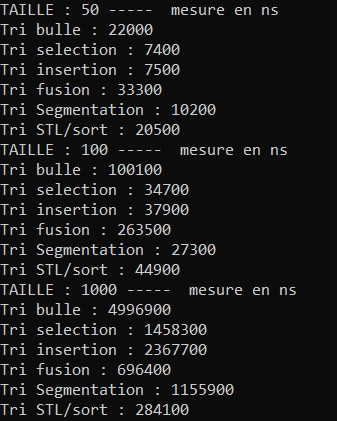 TAILLE : 50 -----  mesure en ns
Tri bulle : 22000
Tri selection : 7400
Tri insertion : 7500
Tri fusion : 33300
Tri Segmentation : 10200
Tri STL/sort : 20500
TAILLE : 100 -----  mesure en ns
Tri bulle : 100100
Tri selection : 34700
Tri insertion : 37900
Tri fusion : 263500
Tri Segmentation : 27300
Tri STL/sort : 44900
TAILLE : 1000 -----  mesure en ns
Tri bulle : 4996900
Tri selection : 1458300
Tri insertion : 2367700
Tri fusion : 696400
Tri Segmentation : 1155900
Tri STL/sort : 284100